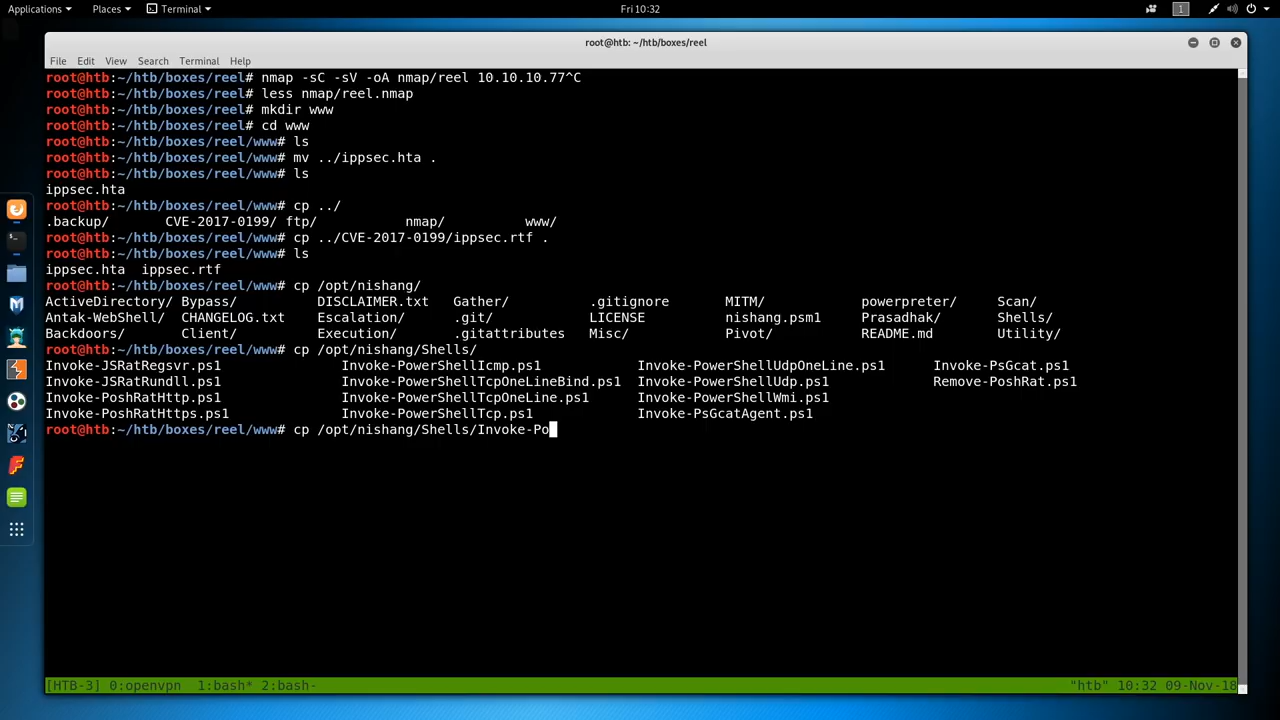 Applications Places Terminal Fri 10:32 1
root@htb: ~/htb/boxes/reel
File Edit View Search Terminal Help
root@htb:~/htb/boxes/reel# nmap -sC -sV -oA nmap/reel 10.10.10.77^C
root@htb:~/htb/boxes/reel# less nmap/reel.nmap
root@htb:~/htb/boxes/reel# mkdir www
root@htb:~/htb/boxes/reel# cd www
root@htb:~/htb/boxes/reel/www# ls
root@htb:~/htb/boxes/reel/www# mv ../ippsec.hta .
root@htb:~/htb/boxes/reel/www# ls
ippsec.hta
root@htb:~/htb/boxes/reel/www# cp ../
.backup/ CVE-2017-0199/ ftp/ nmap/ www/
root@htb:~/htb/boxes/reel/www# cp ../CVE-2017-0199/ippsec.rtf .
root@htb:~/htb/boxes/reel/www# ls
ippsec.hta ippsec.rtf
root@htb:~/htb/boxes/reel/www# cp /opt/nishang/
ActiveDirectory/ Bypass/ DISCLAIMER.txt Gather/ .gitignore MITM/ powerpreter/ Scan/
Antak-WebShell/ CHANGELOG.txt Escalation/ .git/ LICENSE nishang.psm1 Prasadhak/ Shells/
Backdoors/ Client/ Execution/ .gitattributes Misc/ Pivot/ README.md Utility/
root@htb:~/htb/boxes/reel/www# cp /opt/nishang/Shells/
Invoke-JSRatRegsvr.ps1 Invoke-PowerShellIcmp.ps1 Invoke-PowerShellUdpOneLine.ps1 Invoke-PsGcat.ps1
Invoke-JSRatRundll.ps1 Invoke-PowerShellTcpOneLineBind.ps1 Invoke-PowerShellUdp.ps1 Remove-PoshRat.ps1
Invoke-PoshRatHttp.ps1 Invoke-PowerShellTcpOneLine.ps1 Invoke-PowerShellWmi.ps1
Invoke-PoshRatHttps.ps1 Invoke-PowerShellTcp.ps1 Invoke-PsGcatAgent.ps1
root@htb:~/htb/boxes/reel/www# cp /opt/nishang/Shells/Invoke-Po
[HTB-3] 0:openvpn 1:bash* 2:bash- "htb" 10:32 09-Nov-18